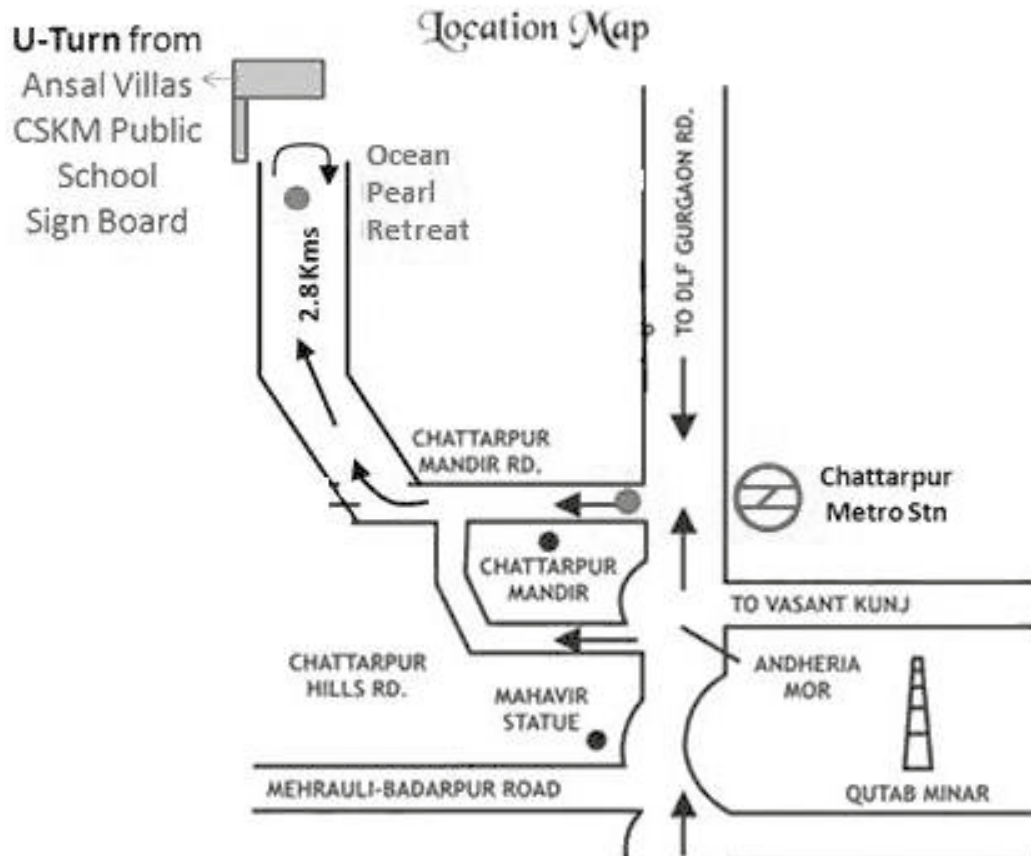 Location Map
U-Turn from
Ansal Villas
CSKM Public
School
Sign Board
Ocean
Pearl
Retreat
2.8Kms
TO DLF GURGAON RD.
CHATTARPUR
MANDIR RD.
Chattarpur
Metro Stn
CHATTARPUR
MANDIR
TO VASANT KUNJ
CHATTARPUR
HILLS RD.
MAHAVIR
STATUE
ANDHERIA
MOR
MEHRAULI-BADARPUR ROAD
QUTAB MINAR